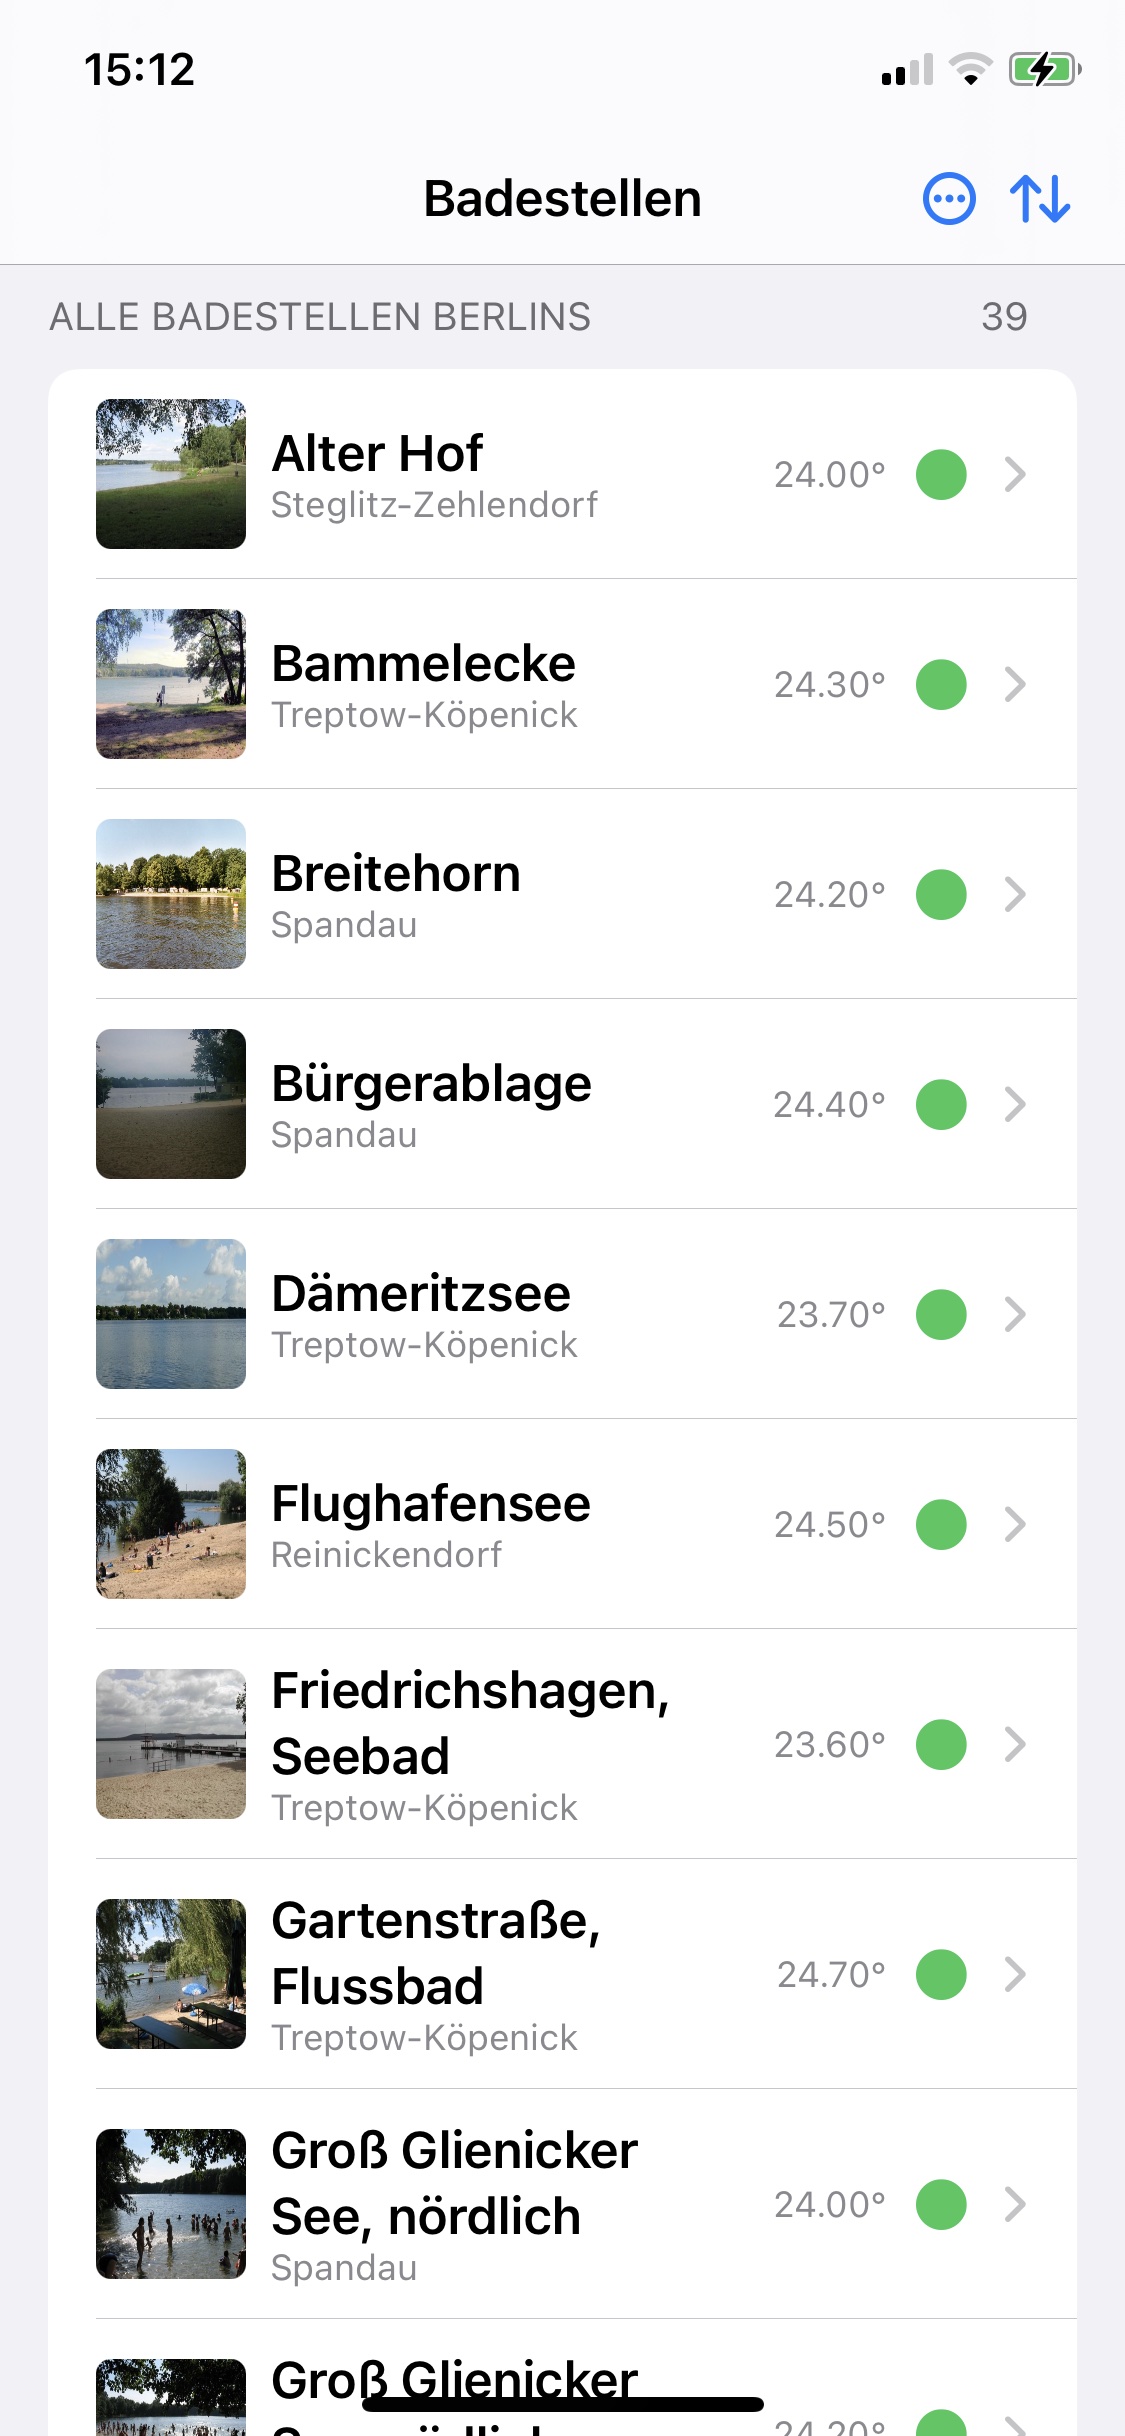 15:12
Badestellen
ALLE BADESTELLEN BERLINS 39
Alter Hof
Steglitz-Zehlendorf
24.00°
Bammelecke
Treptow-Köpenick
24.30°
Breitehorn
Spandau
24.20°
Bürgerablage
Spandau
24.40°
Dämeritzsee
Treptow-Köpenick
23.70°
Flughafensee
Reinickendorf
24.50°
Friedrichshagen,
Seebad
Treptow-Köpenick
23.60°
Gartenstraße,
Flussbad
Treptow-Köpenick
24.70°
Groß Glienicker
See, nördlich
Spandau
24.00°
Groß Glienicker
24.20°